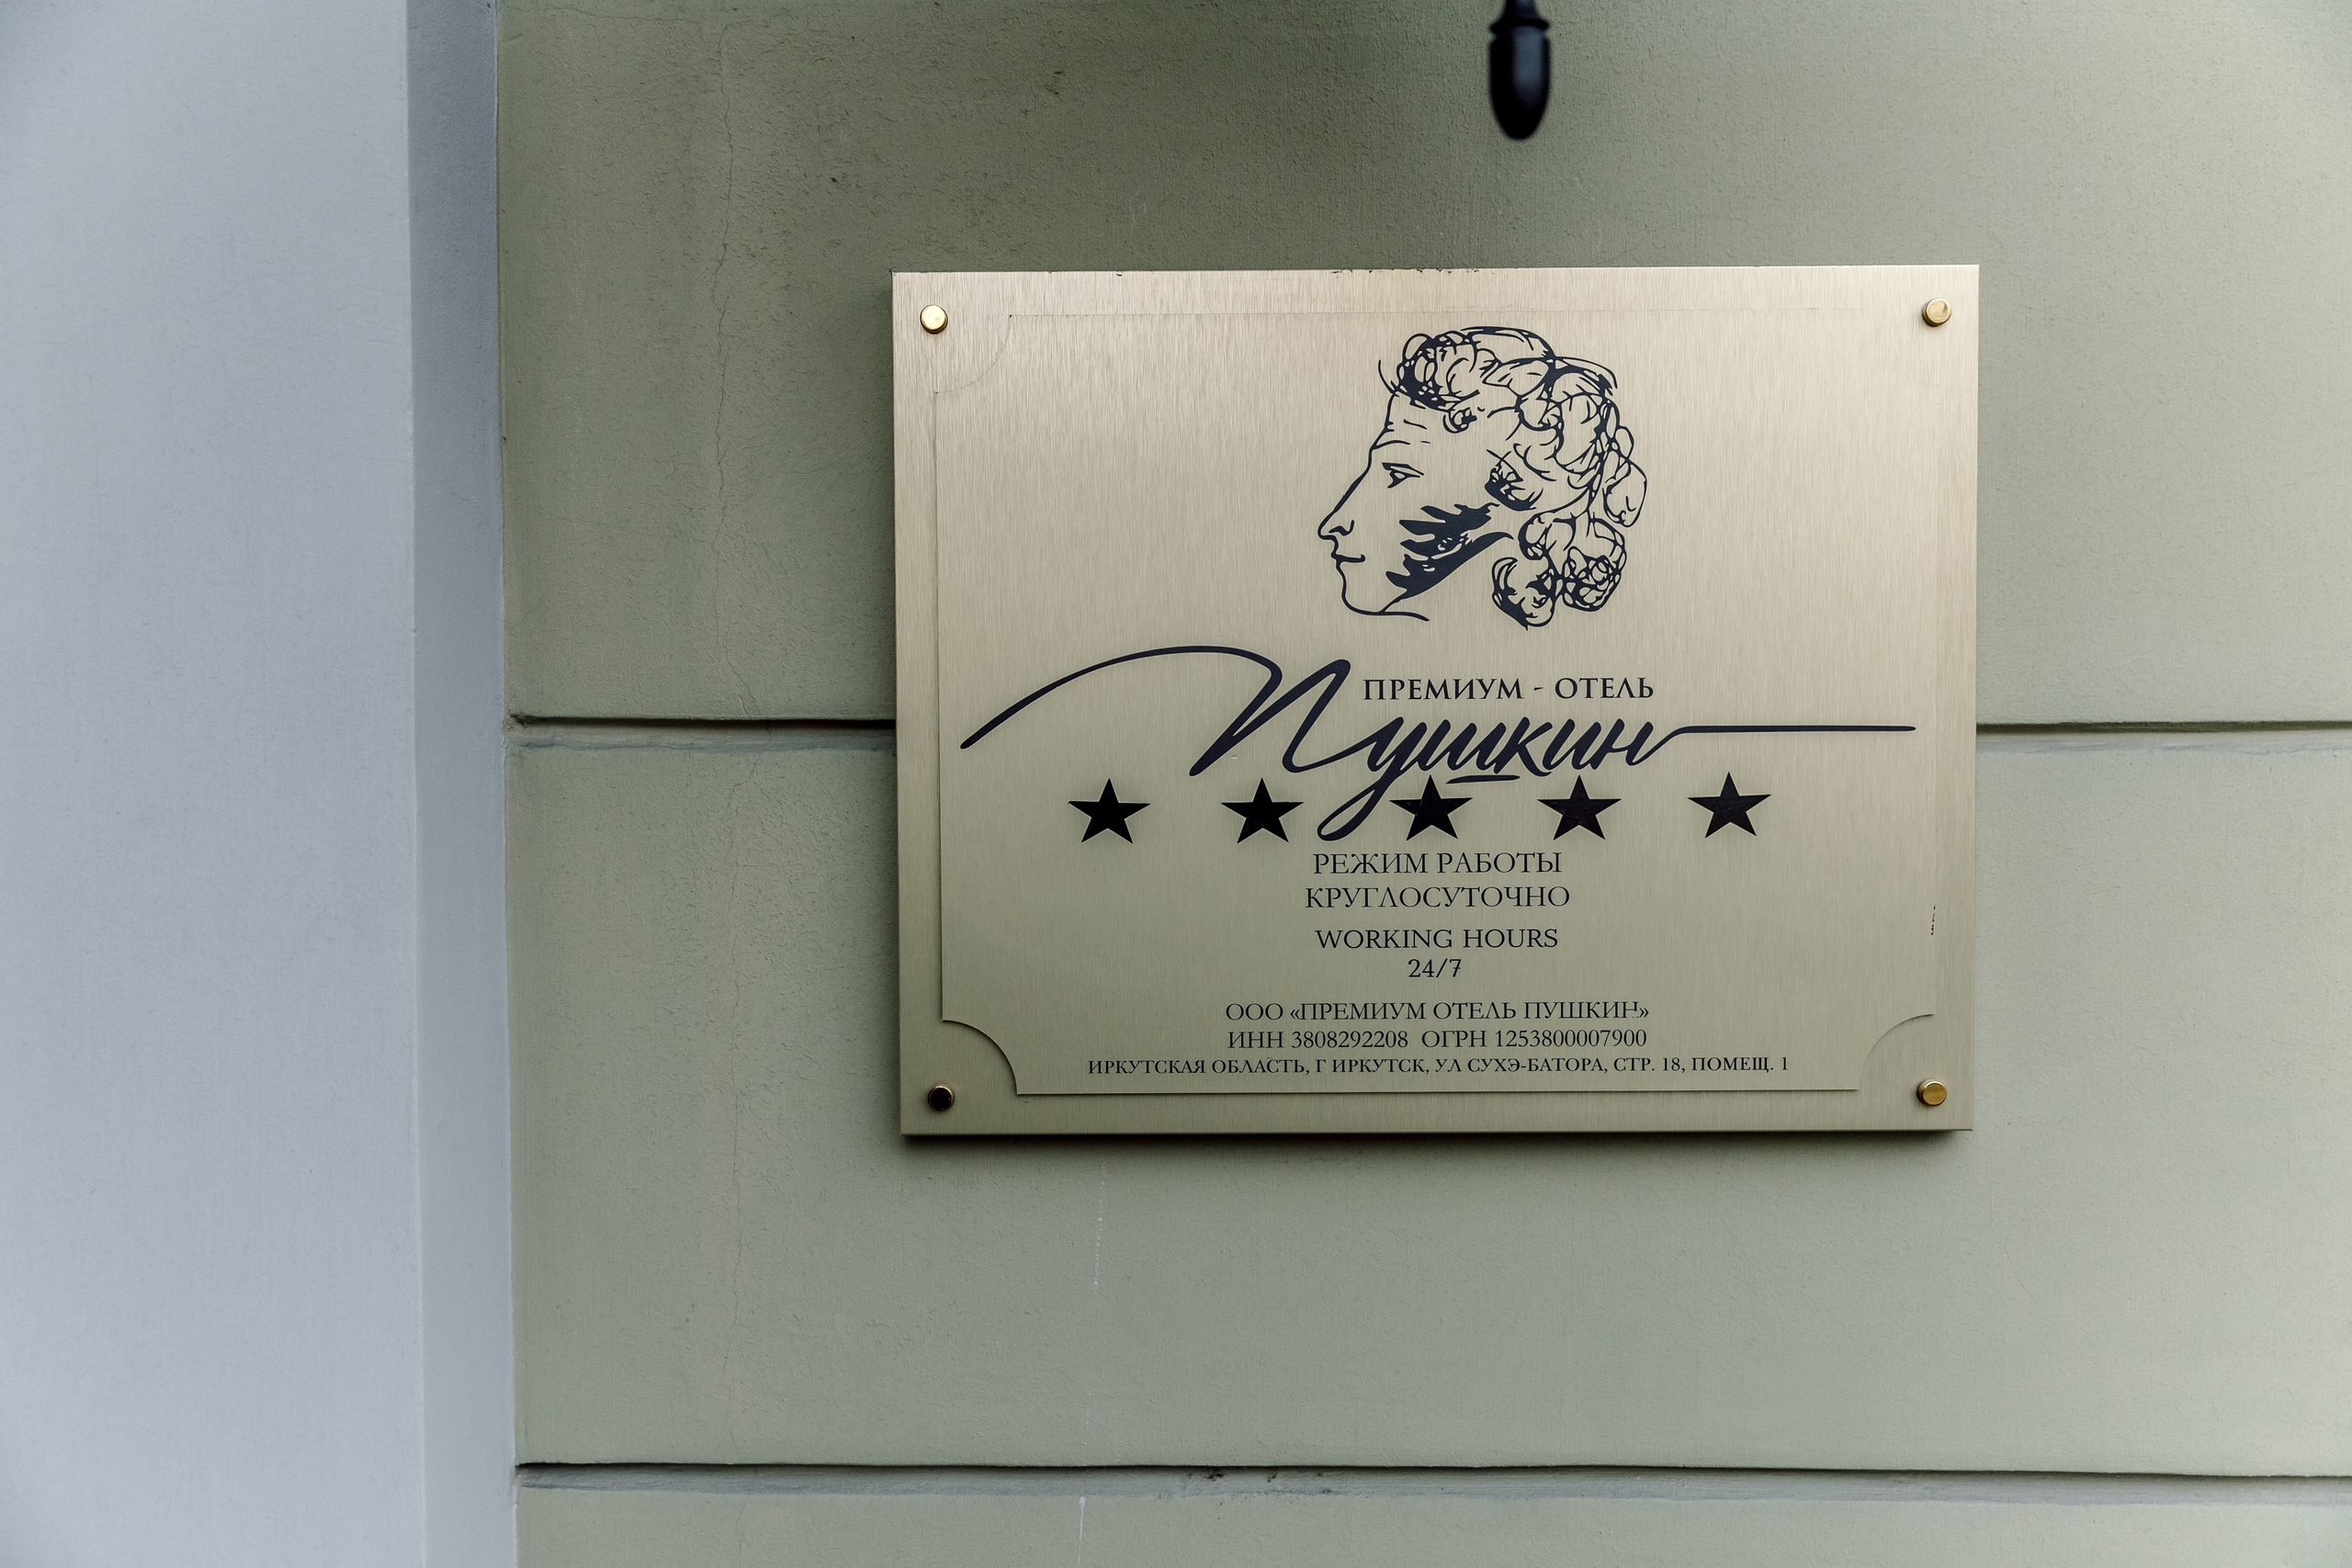 ПРЕМИУМ - ОТЕЛЬ
Пушкин
РЕЖИМ РАБОТЫ
КРУГЛОСУТОЧНО
WORKING HOURS
24/7
ООО «ПРЕМИУМ ОТЕЛЬ ПУШКИН»
ИНН 3808292208 ОГРН 1253800007900
ИРКУТСКАЯ ОБЛАСТЬ, Г ИРКУТСК, УЛ СУХЭ-БАТОРА, СТР. 18, ПОМЕЩ. 1